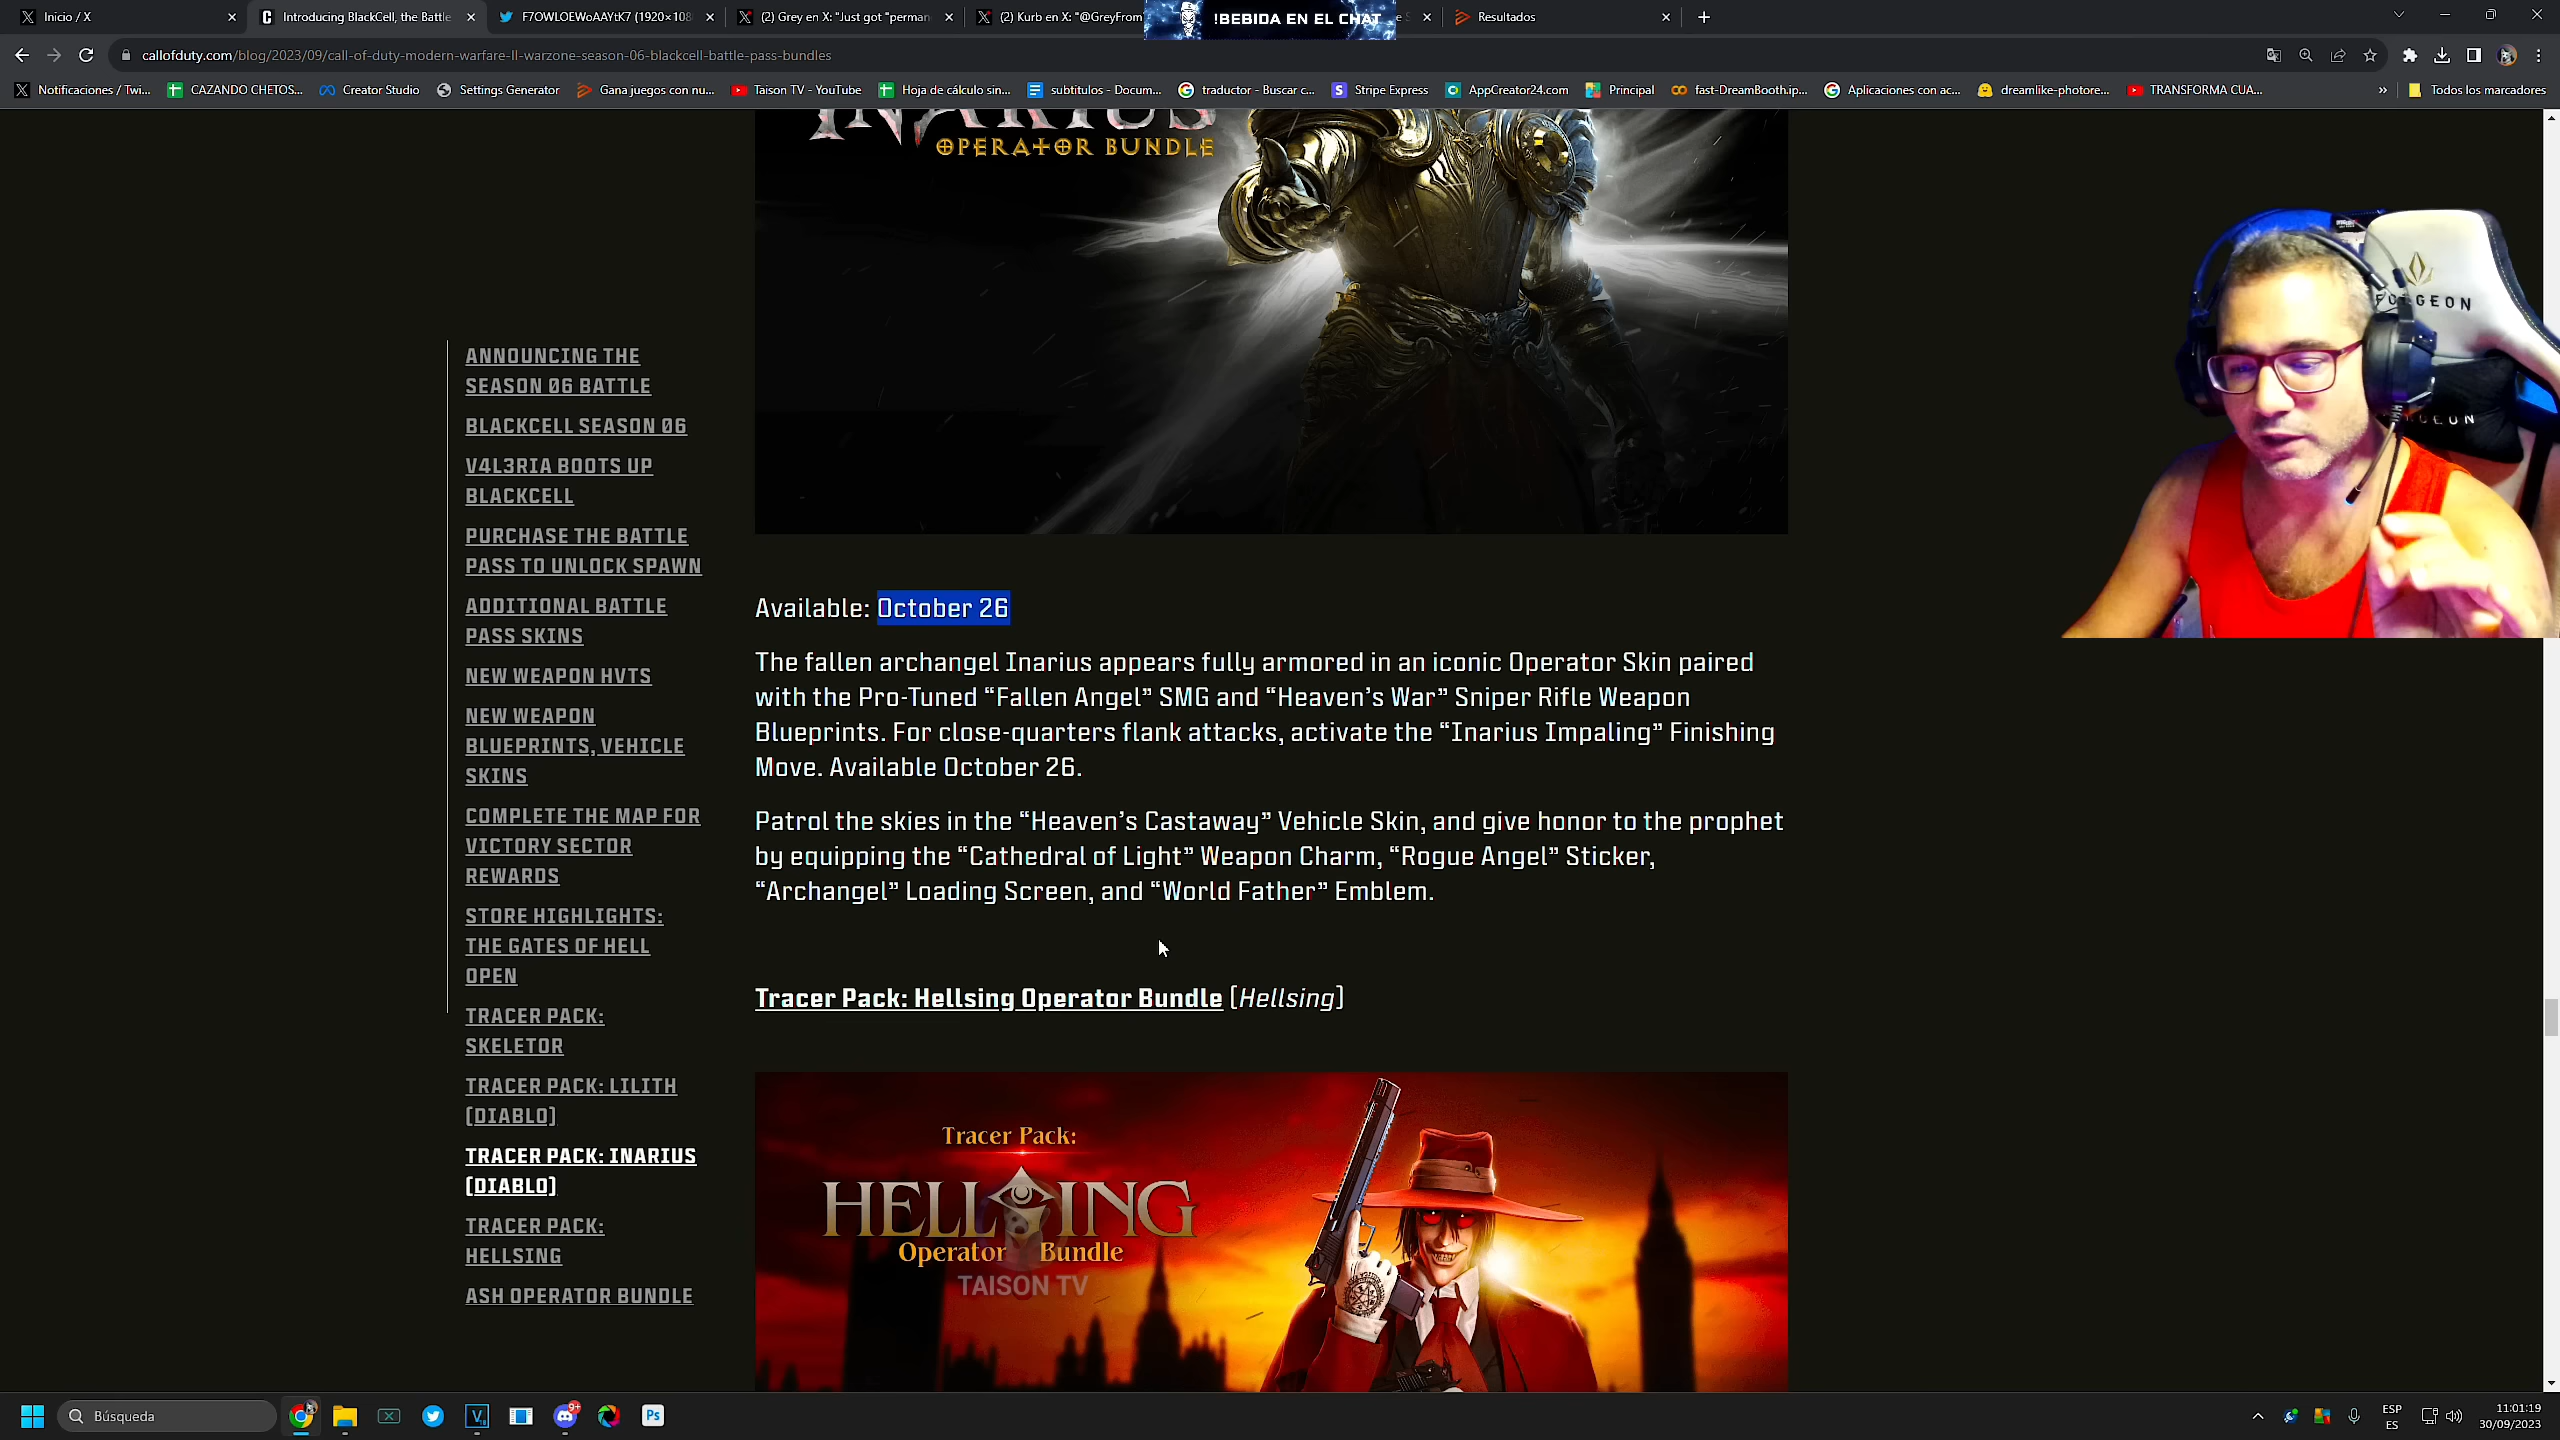 Inicio / X
Introducing BlackCell, the Battle
F7OWLOEWoAAYtK7 (1920×108
(2) Grey en X: "Just got "perman
(2) Kurb en X: "@GreyFrom
!BEBIDA EN EL CHAT
Resultados
callofduty.com/blog/2023/09/call-of-duty-modern-warfare-II-warzone-season-06-blackcell-battle-pass-bundles
Notificaciones / Twi...
CAZANDO CHETOS...
Creator Studio
Settings Generator
Gana juegos con nu...
Taison TV - YouTube
Hoja de cálculo sin...
subtitulos - Docum...
traductor - Buscar c...
Stripe Express
AppCreator24.com
Principal
fast-DreamBooth.ip...
Aplicaciones con ac...
dreamlike-photore...
TRANSFORMA CUA...
»
Todos los marcadores
INARIUS
OPERATOR BUNDLE
ANNOUNCING THE
SEASON 06 BATTLE
BLACKCELL SEASON 06
V4L3RIA BOOTS UP
BLACKCELL
PURCHASE THE BATTLE
PASS TO UNLOCK SPAWN
ADDITIONAL BATTLE
PASS SKINS
NEW WEAPON HVTS
NEW WEAPON
BLUEPRINTS, VEHICLE
SKINS
COMPLETE THE MAP FOR
VICTORY SECTOR
REWARDS
STORE HIGHLIGHTS:
THE GATES OF HELL
OPEN
TRACER PACK:
SKELETOR
TRACER PACK: LILITH
(DIABLO)
TRACER PACK: INARIUS
(DIABLO)
TRACER PACK:
HELLSING
ASH OPERATOR BUNDLE
Available: October 26
The fallen archangel Inarius appears fully armored in an iconic Operator Skin paired
with the Pro-Tuned “Fallen Angel” SMG and “Heaven’s War” Sniper Rifle Weapon
Blueprints. For close-quarters flank attacks, activate the “Inarius Impaling” Finishing
Move. Available October 26.
Patrol the skies in the “Heaven’s Castaway” Vehicle Skin, and give honor to the prophet
by equipping the “Cathedral of Light” Weapon Charm, “Rogue Angel” Sticker,
“Archangel” Loading Screen, and “World Father” Emblem.
Tracer Pack: Hellsing Operator Bundle [Hellsing]
Tracer Pack:
HELLSING
Operator Bundle
TAISON TV
Búsqueda
9+
Ps
ESP
ES
11:01:19
30/09/2023